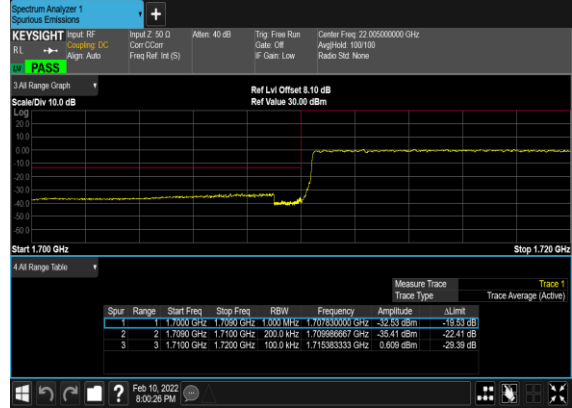 Spectrum Analyzer 1
Spurious Emissions
+
KEYSIGHT Input: RF Input Z: 50 Ω Atten: 40 dB Trig: Free Run Center Freq: 22.005000000 GHz
RL Coupling: DC Corr CCorr Gate: Off Avg|Hold: 100/100
Align: Auto Freq Ref: Int (S) IF Gain: Low Radio Std: None
PASS
3 All Range Graph Ref Lvl Offset 8.10 dB
Scale/Div 10.0 dB Ref Value 30.00 dBm
Log
20.0
10.0
0.00
-10.0
-20.0
-30.0
-40.0
-50.0
-60.0
Start 1.700 GHz Stop 1.720 GHz
4 All Range Table
Measure Trace Trace 1
Trace Type Trace Average (Active)
Spur Range Start Freq Stop Freq RBW Frequency Amplitude ΔLimit
1 1 1.7000 GHz 1.7090 GHz 1.000 MHz 1.707830000 GHz -32.53 dBm -19.53 dB
2 2 1.7090 GHz 1.7100 GHz 200.0 kHz 1.709986667 GHz -35.41 dBm -22.41 dB
3 3 1.7100 GHz 1.7200 GHz 100.0 kHz 1.715383333 GHz 0.609 dBm -29.39 dB
? Feb 10, 2022
8:00:26 PM